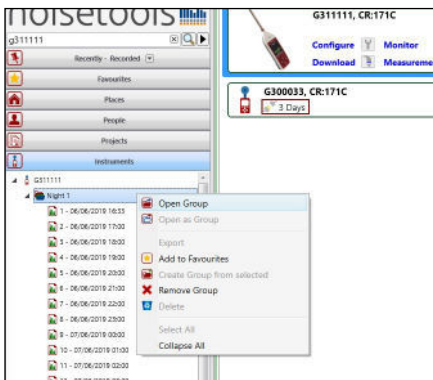 noisetools
g311111
Recently - Recorded
Favourites
Places
People
Projects
Instruments
G311111
Night 1
1 - 06/06/2019 16:55
2 - 06/06/2019 17:00
3 - 06/06/2019 18:00
4 - 06/06/2019 19:00
5 - 06/06/2019 20:00
6 - 06/06/2019 21:00
7 - 06/06/2019 22:00
8 - 06/06/2019 23:00
9 - 07/06/2019 00:00
10 - 07/06/2019 01:00
11 - 07/06/2019 02:00
Open Group
Open as Group
Export
Add to Favourites
Create Group from selected
Remove Group
Delete
Select All
Collapse All
G311111, CR:171C
Configure Monitor
Download Measureme
G300033, CR:171C
3 Days